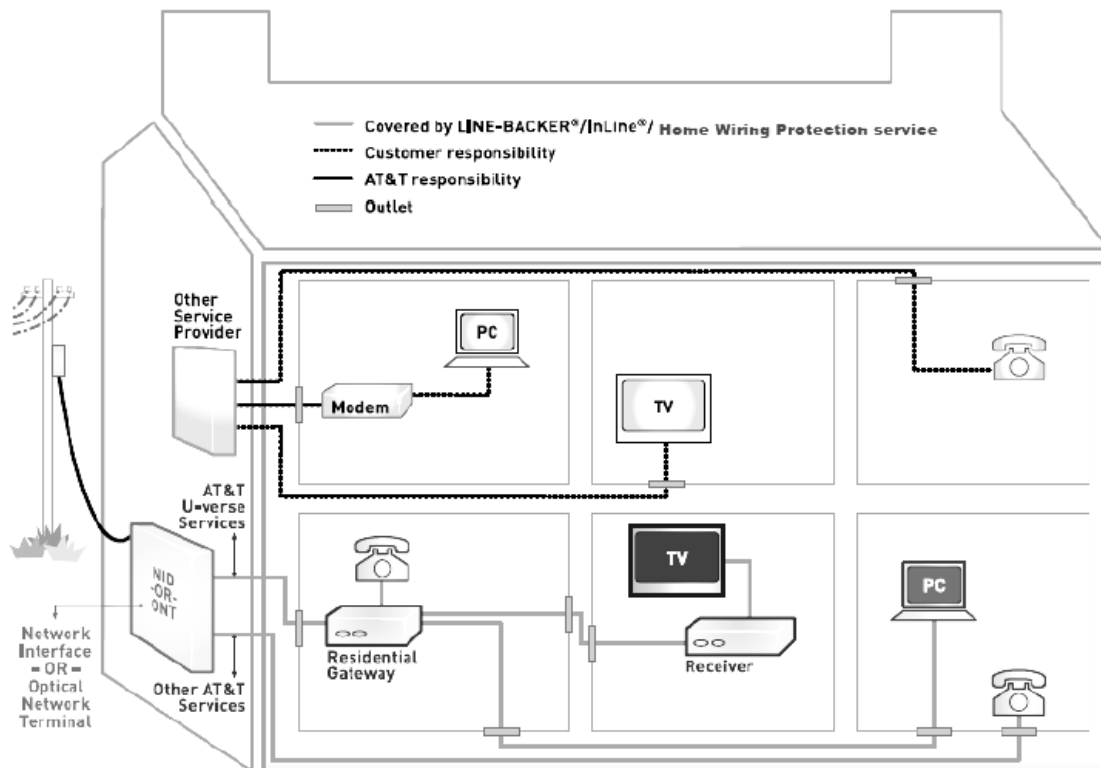 Covered by LINE-BACKER®/InLine®/ Home Wiring Protection service
Customer responsibility
AT&T responsibility
Outlet
Other
Service
Provider
PC
Modem
TV
AT&T
U-verse
Services
NID
-OR-
ONT
Network
Interface
- OR -
Optical
Network
Terminal
Other AT&T
Services
Residential
Gateway
TV
Receiver
PC